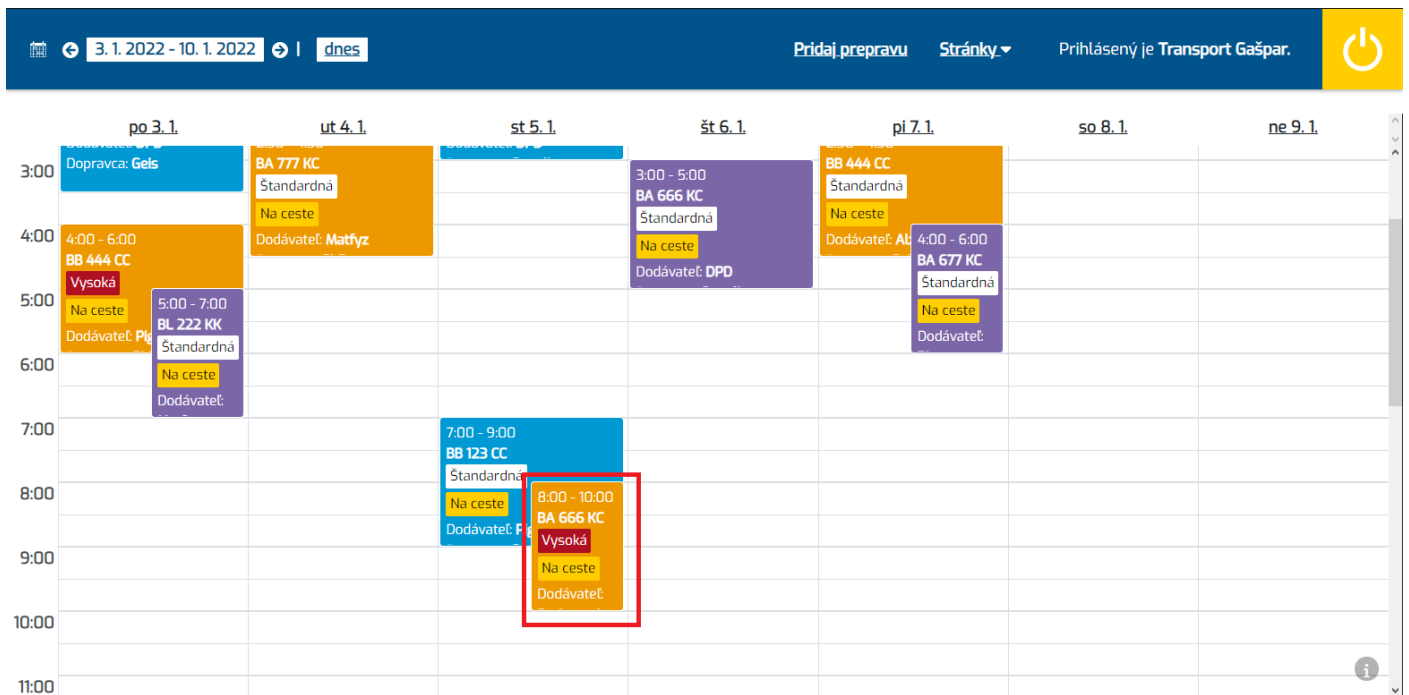 3. 1. 2022 - 10. 1. 2022 | dnes
Pridaj prepravu Stránky Prihlásený je Transport Gašpar.
po 3. 1. ut 4. 1. st 5. 1. št 6. 1. pi 7. 1. so 8. 1. ne 9. 1.
3:00
4:00
5:00
6:00
7:00
8:00
9:00
10:00
11:00
Dopravca: Geis
4:00 - 6:00
BB 444 CC
Vysoká
Na ceste
Dodávateľ:
5:00 - 7:00
BL 222 KK
Štandardná
Na ceste
Dodávateľ:
BA 777 KC
Štandardná
Na ceste
Dodávateľ: Matfyz
7:00 - 9:00
BB 123 CC
Štandardná
Na ceste
Dodávateľ:
8:00 - 10:00
BA 666 KC
Vysoká
Na ceste
Dodávateľ:
3:00 - 5:00
BA 666 KC
Štandardná
Na ceste
Dodávateľ: DPD
BB 444 CC
Štandardná
Na ceste
Dodávateľ:
4:00 - 6:00
BA 677 KC
Štandardná
Na ceste
Dodávateľ: